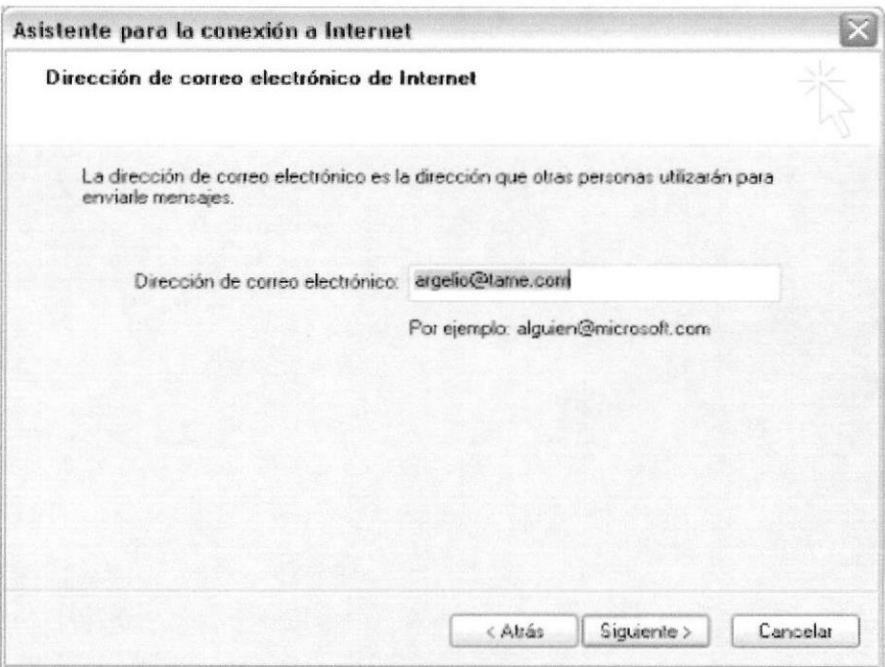 Asistente para la conexión a Internet
Dirección de correo electrónico de Internet
La dirección de correo electrónico es la dirección que otras personas utilizarán para
enviarle mensajes.
Dirección de correo electrónico: argelio@tame.com
Por ejemplo: alguien@microsoft.com
< Atrás Siguiente > Cancelar